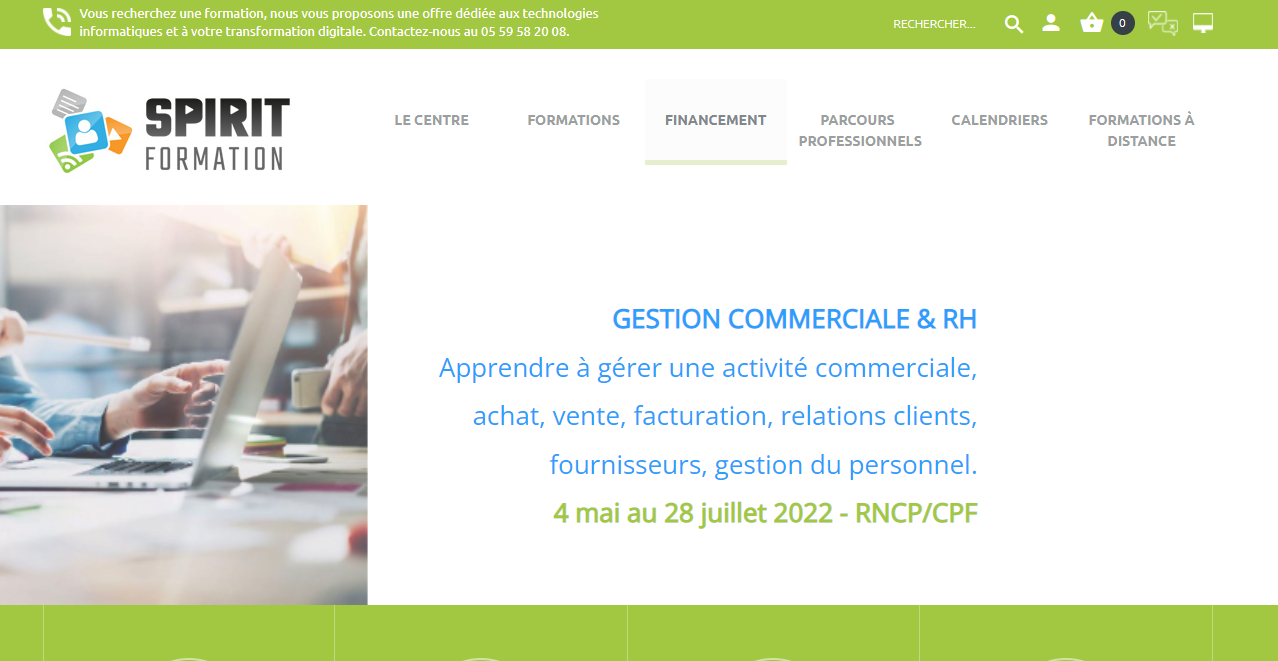 Vous recherchez une formation, nous vous proposons une offre dédiée aux technologies
informatiques et à votre transformation digitale. Contactez-nous au 05 59 58 20 08.
RECHERCHER...
0
SPIRIT
FORMATION
LE CENTRE
FORMATIONS
FINANCEMENT
PARCOURS
PROFESSIONNELS
CALENDRIERS
FORMATIONS À
DISTANCE
GESTION COMMERCIALE & RH
Apprendre à gérer une activité commerciale,
achat, vente, facturation, relations clients,
fournisseurs, gestion du personnel.
4 mai au 28 juillet 2022 - RNCP/CPF